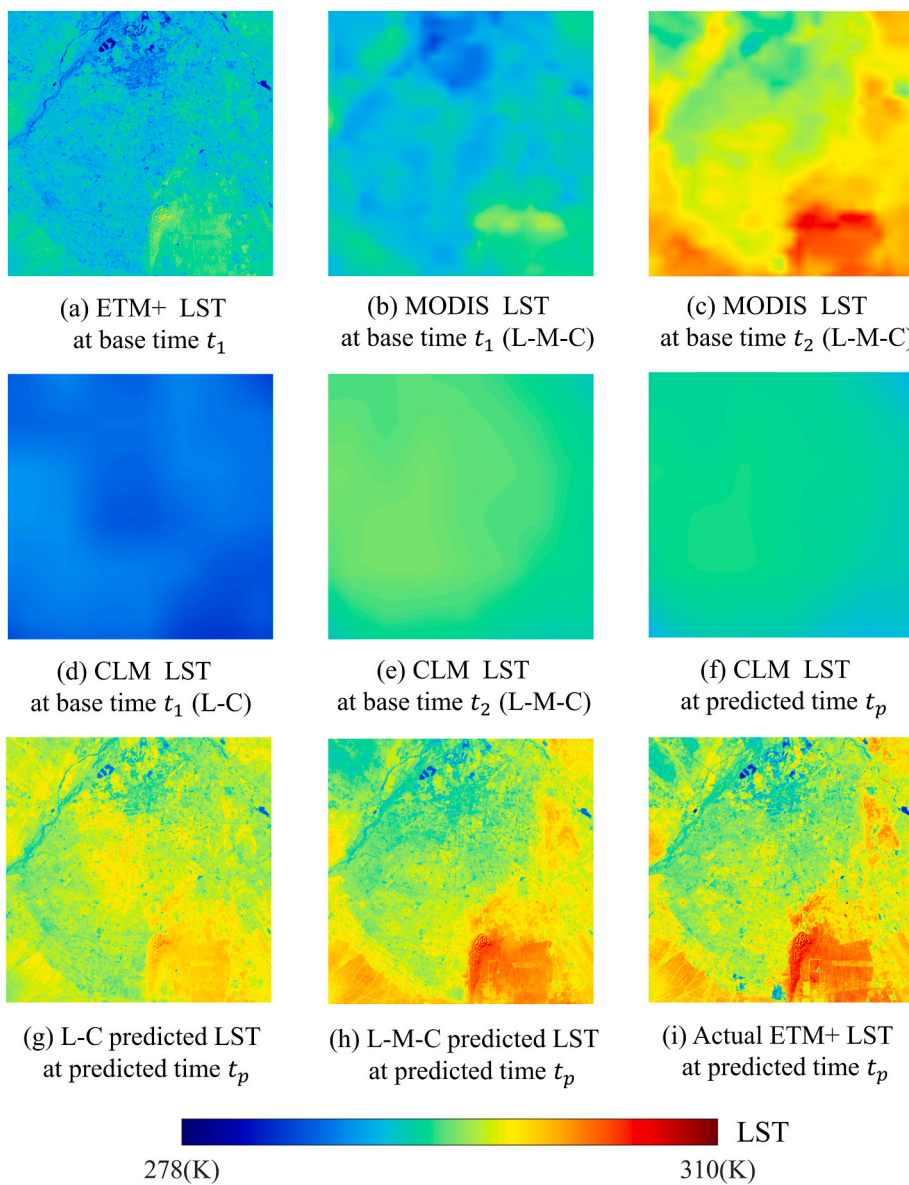 (a) ETM+ LST
at base time t₁
(b) MODIS LST
at base time t₁ (L-M-C)
(c) MODIS LST
at base time t₂ (L-M-C)
(d) CLM LST
at base time t₁ (L-C)
(e) CLM LST
at base time t₂ (L-M-C)
(f) CLM LST
at predicted time tₚ
(g) L-C predicted LST
at predicted time tₚ
(h) L-M-C predicted LST
at predicted time tₚ
(i) Actual ETM+ LST
at predicted time tₚ
LST
278(K)
310(K)